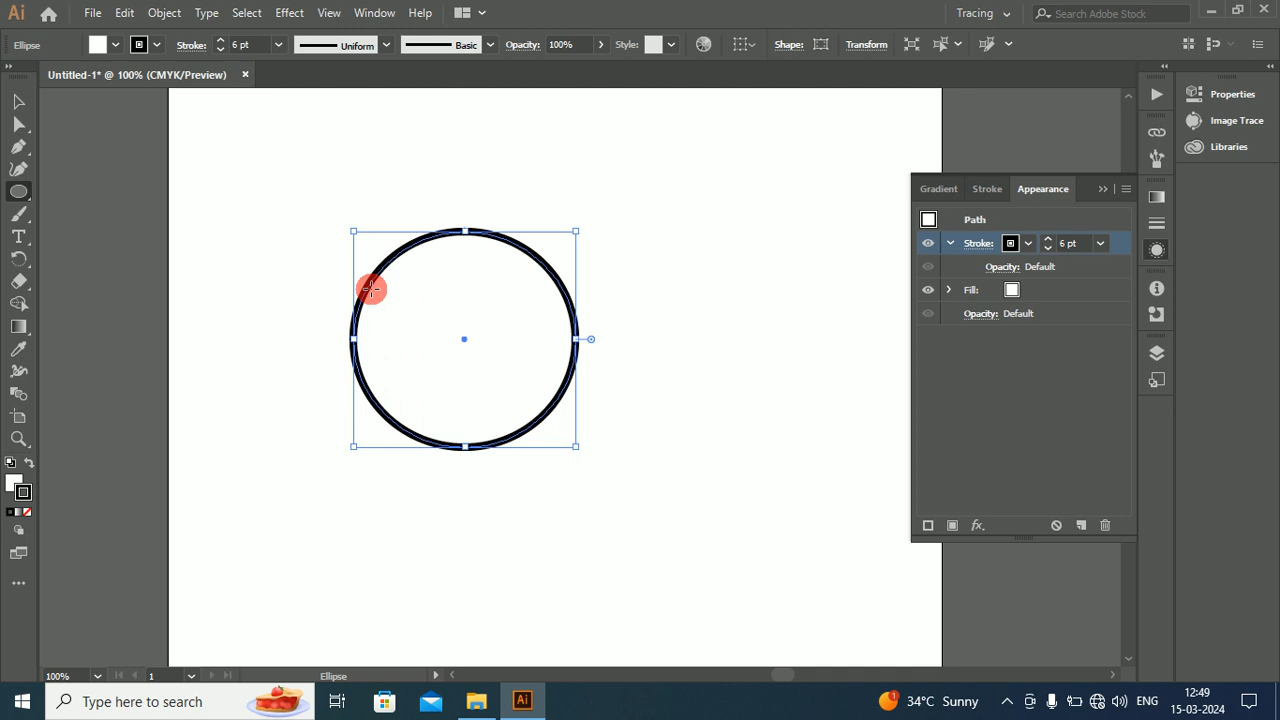 Ai File Edit Object Type Select Effect View Window Help Tracing Search Adobe Stock
Ellipse Stroke: 6 pt Uniform Basic Opacity: 100% Style: Shape: Transform
Untitled-1* @ 100% (CMYK/Preview)
Properties
Image Trace
Libraries
Gradient Stroke Appearance
Path
Stroke: 6 pt
Opacity: Default
Fill:
Opacity: Default
fx.
100% 1 Ellipse
Type here to search Ai 1 34°C Sunny ENG 12:49
15-03-2024